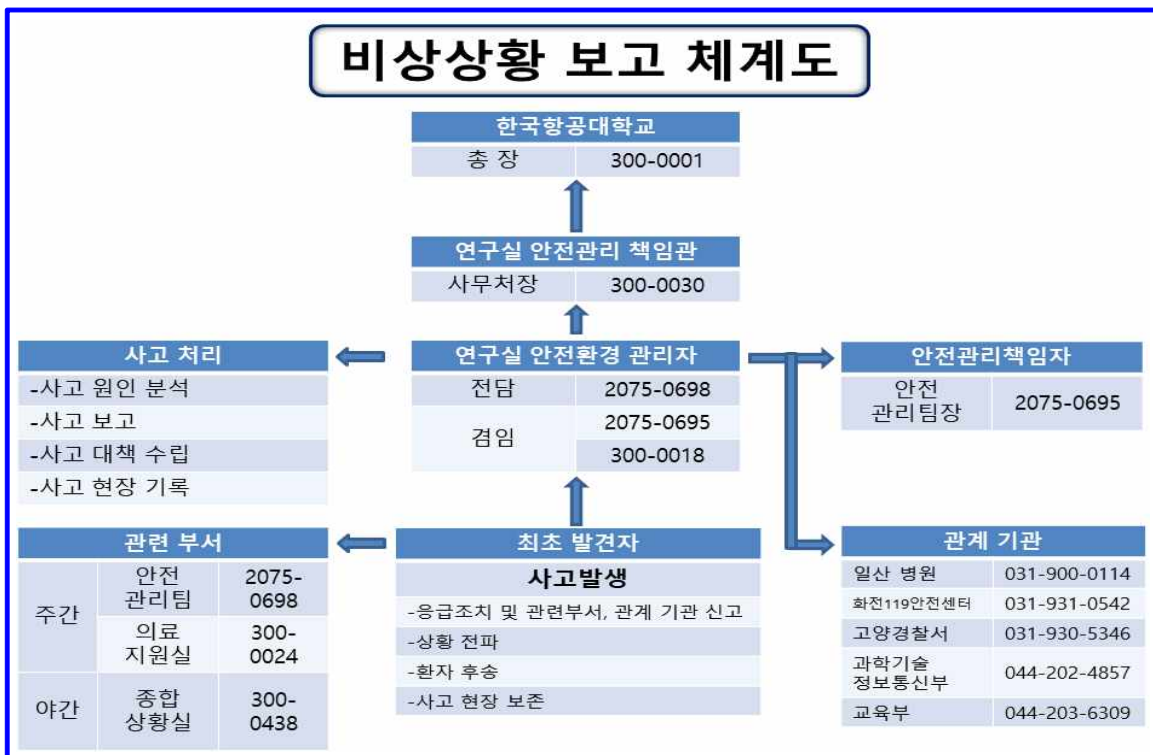 비상상황 보고 체계도
한국항공대학교
총 장 300-0001
연구실 안전관리 책임관
사무처장 300-0030
사고 처리
-사고 원인 분석
-사고 보고
-사고 대책 수립
-사고 현장 기록
연구실 안전환경 관리자
전담 2075-0698
겸임 2075-0695
300-0018
안전관리책임자
안전
관리팀장 2075-0695
관련 부서
주간 안전
관리팀 2075-
0698
의료
지원실 300-
0024
야간 종합
상황실 300-
0438
최초 발견자
사고발생
-응급조치 및 관련부서, 관계 기관 신고
-상황 전파
-환자 후송
-사고 현장 보존
관계 기관
일산 병원 031-900-0114
화전119안전센터 031-931-0542
고양경찰서 031-930-5346
과학기술
정보통신부 044-202-4857
교육부 044-203-6309